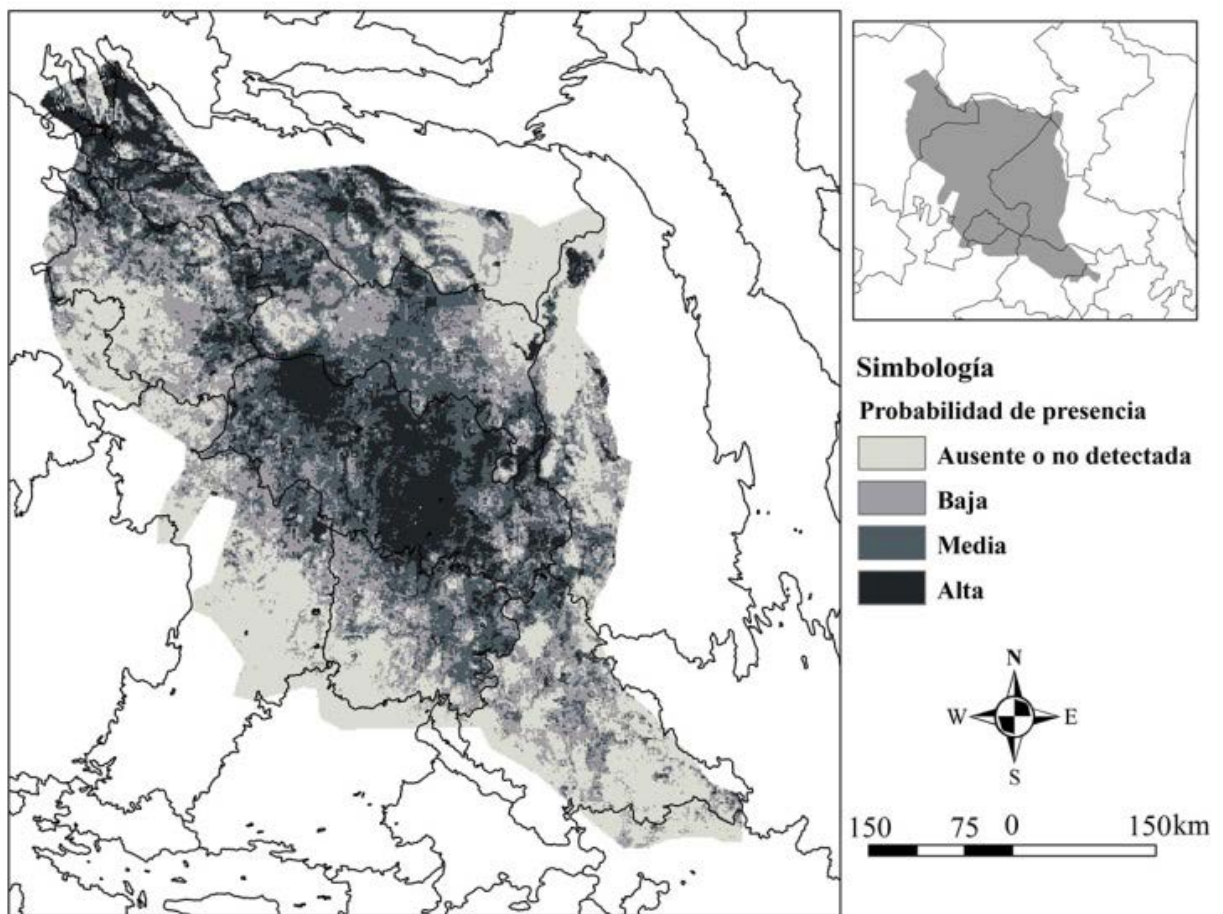 Simbología
Probabilidad de presencia
Ausente o no detectada
Baja
Media
Alta
N
W E
S
150 75 0 150km